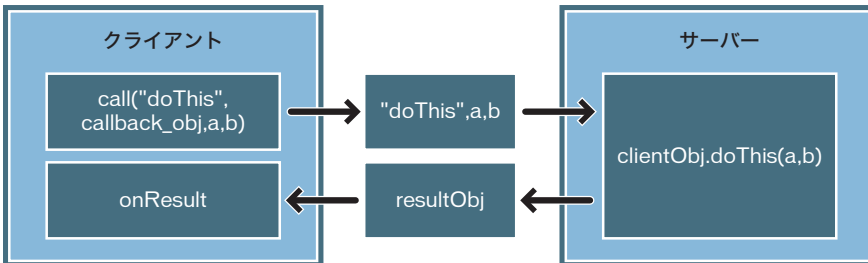 クライアント
サーバー
call("doThis",
callback_obj,a,b)
"doThis",a,b
clientObj.doThis(a,b)
onResult
resultObj